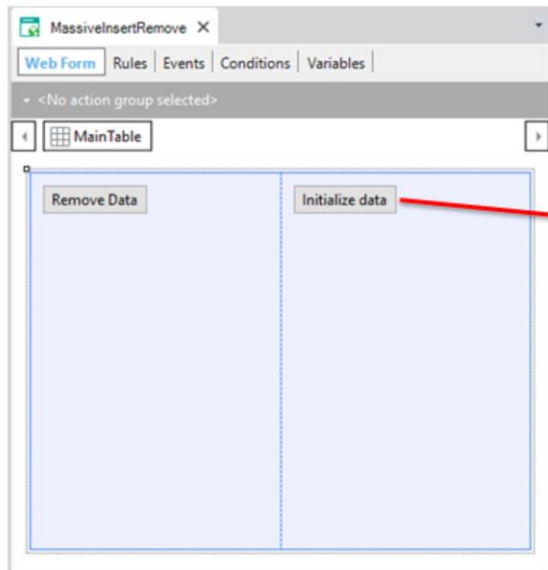 MassiveInsertRemove
Web Form Rules Events Conditions Variables
<No action group selected>
MainTable
Remove Data Initialize data